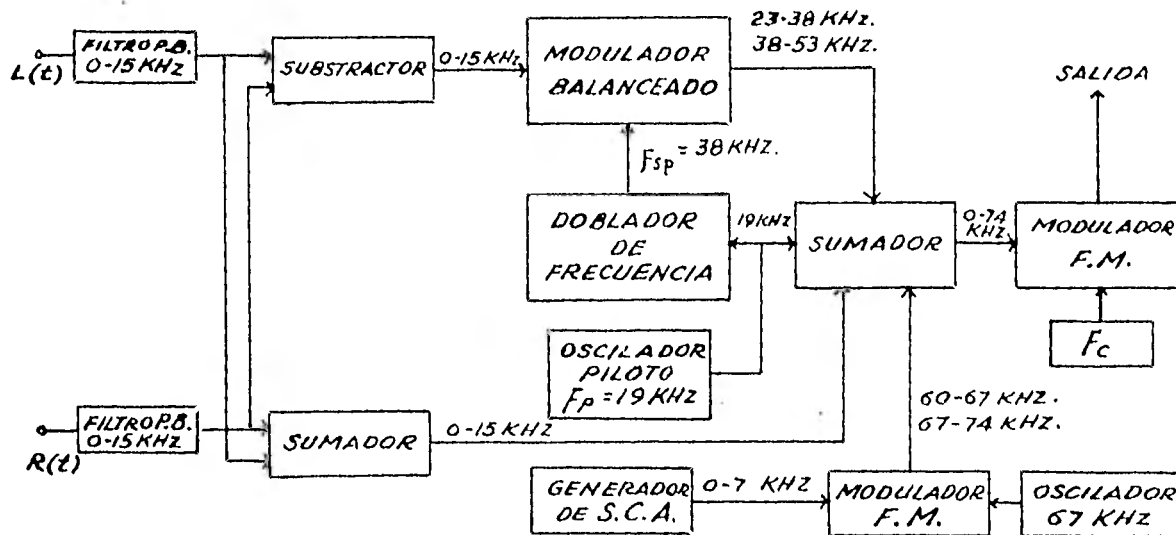 L(t)
FILTRO P.B.
0-15 KHZ
SUBSTRACTOR
0-15 KHZ
MODULADOR
BALANCEADO
23-38 KHZ.
38-53 KHZ.
SALIDA
Fsp = 38 KHZ.
DOBLADOR
DE
FRECUENCIA
19 KHZ
SUMADOR
0-74
KHZ.
MODULADOR
F.M.
Fc
OSCILADOR
PILOTO
Fp = 19 KHZ
R(t)
FILTRO P.B.
0-15 KHZ
SUMADOR
0-15 KHZ
60-67 KHZ.
67-74 KHZ.
GENERADOR
DE S.C.A.
0-7 KHZ
MODULADOR
F.M.
OSCILADOR
67 KHZ